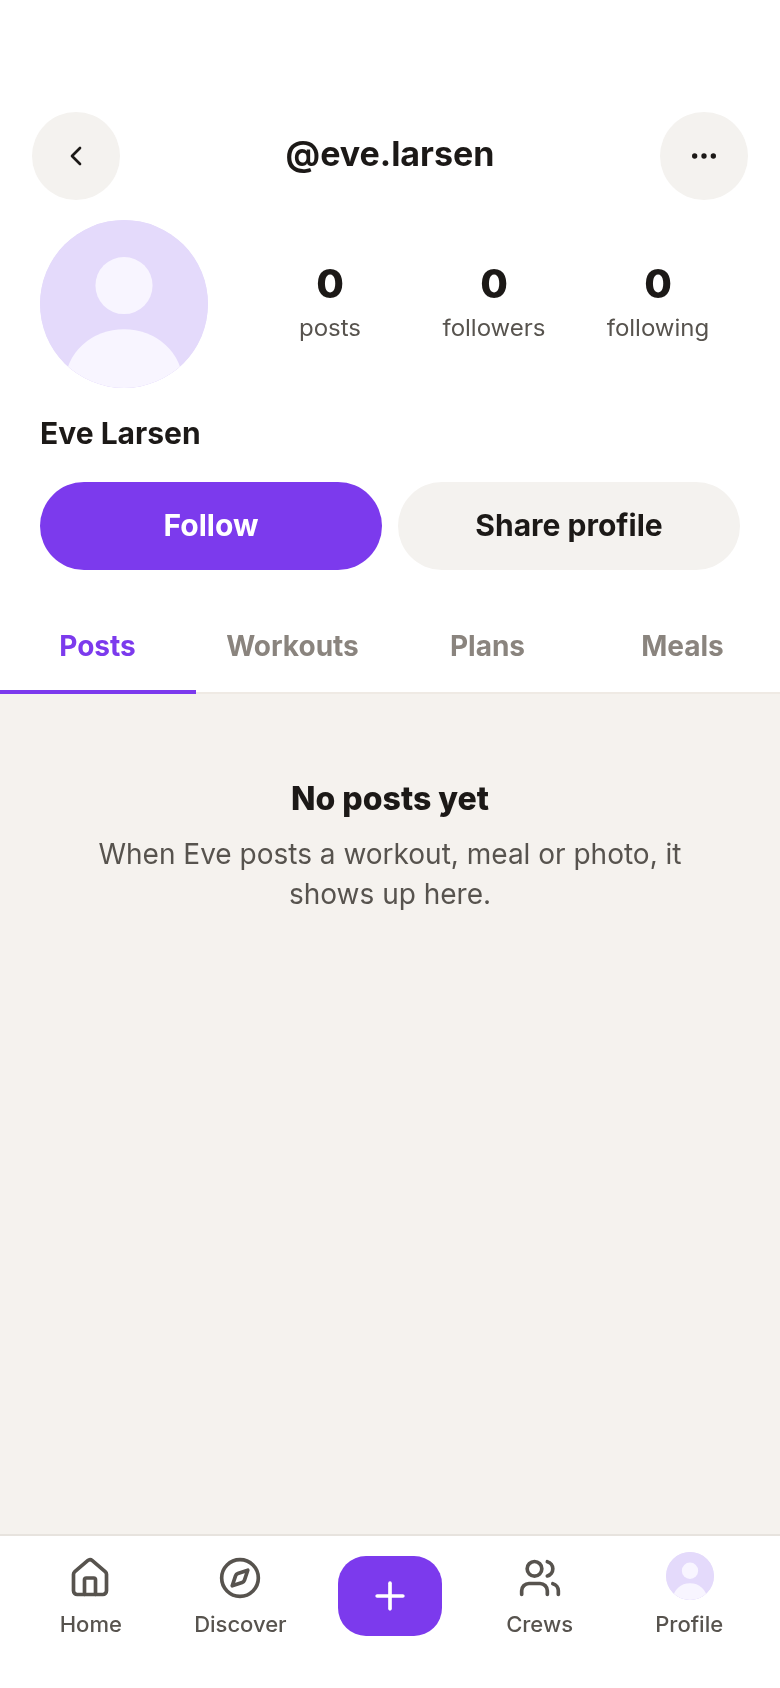 @eve.larsen
0
posts
0
followers
0
following
Eve Larsen
Follow
Share profile
Posts
Workouts
Plans
Meals
No posts yet
When Eve posts a workout, meal or photo, it
shows up here.
Home
Discover
Crews
Profile